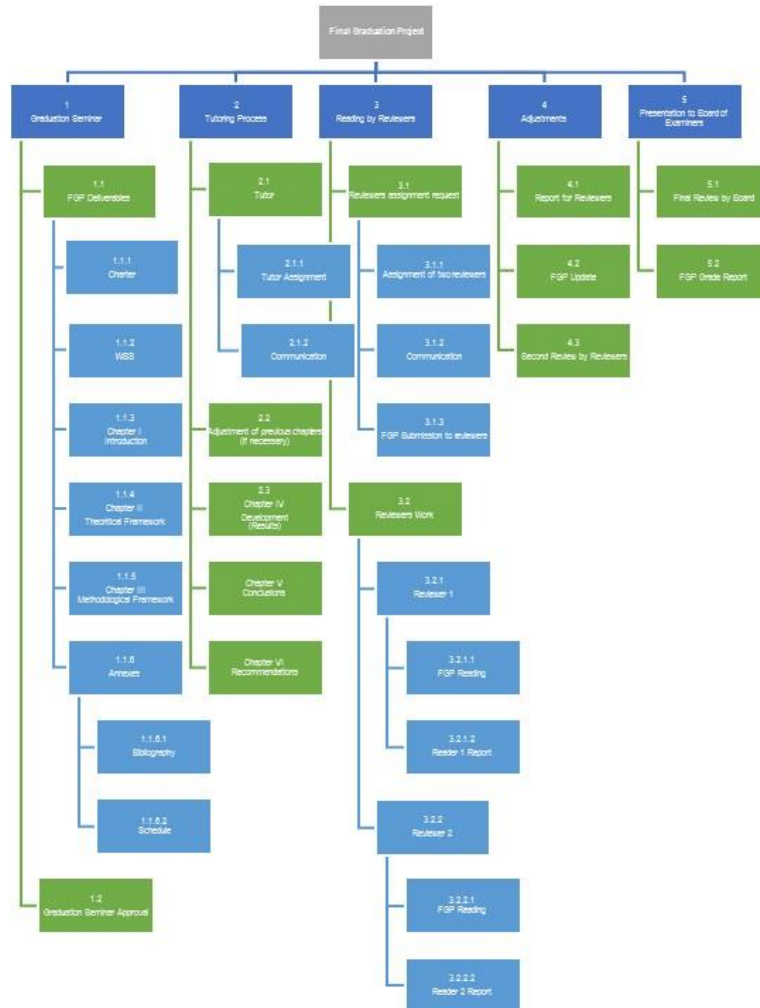 Final Graduation Project
1
Graduation Seminar
2
Tutoring Process
3
Reading by Reviewers
4
Adjustments
5
Presentation to Board of
Examiners
1.1
FGP Deliverables
1.1.1
Charter
1.1.2
WBS
1.1.3
Chapter I
Introduction
1.1.4
Chapter II
Theoritical Framework
1.1.5
Chapter III
Methodological Framework
1.1.6
Annexes
1.1.6.1
Bibliography
1.1.6.2
Schedule
1.2
Graduation Seminar Approval
2.1
Tutor
2.1.1
Tutor Assignment
2.1.2
Communication
2.2
Adjustment of previous chapters
(If necessary)
2.3
Chapter IV
Development
(Results)
Chapter V
Conclusions
Chapter VI
Recommendations
3.1
Reviewers assignment request
3.1.1
Assignment of two reviewers
3.1.2
Communication
3.1.3
FGP Submission to reviewers
3.2
Reviewers Work
3.2.1
Reviewer 1
3.2.1.1
FGP Reading
3.2.1.2
Reader 1 Report
3.2.2
Reviewer 2
3.2.2.1
FGP Reading
3.2.2.2
Reader 2 Report
4.1
Report for Reviewers
4.2
FGP Update
4.3
Second Review by Reviewers
5.1
Final Review by Board
5.2
FGP Grade Report